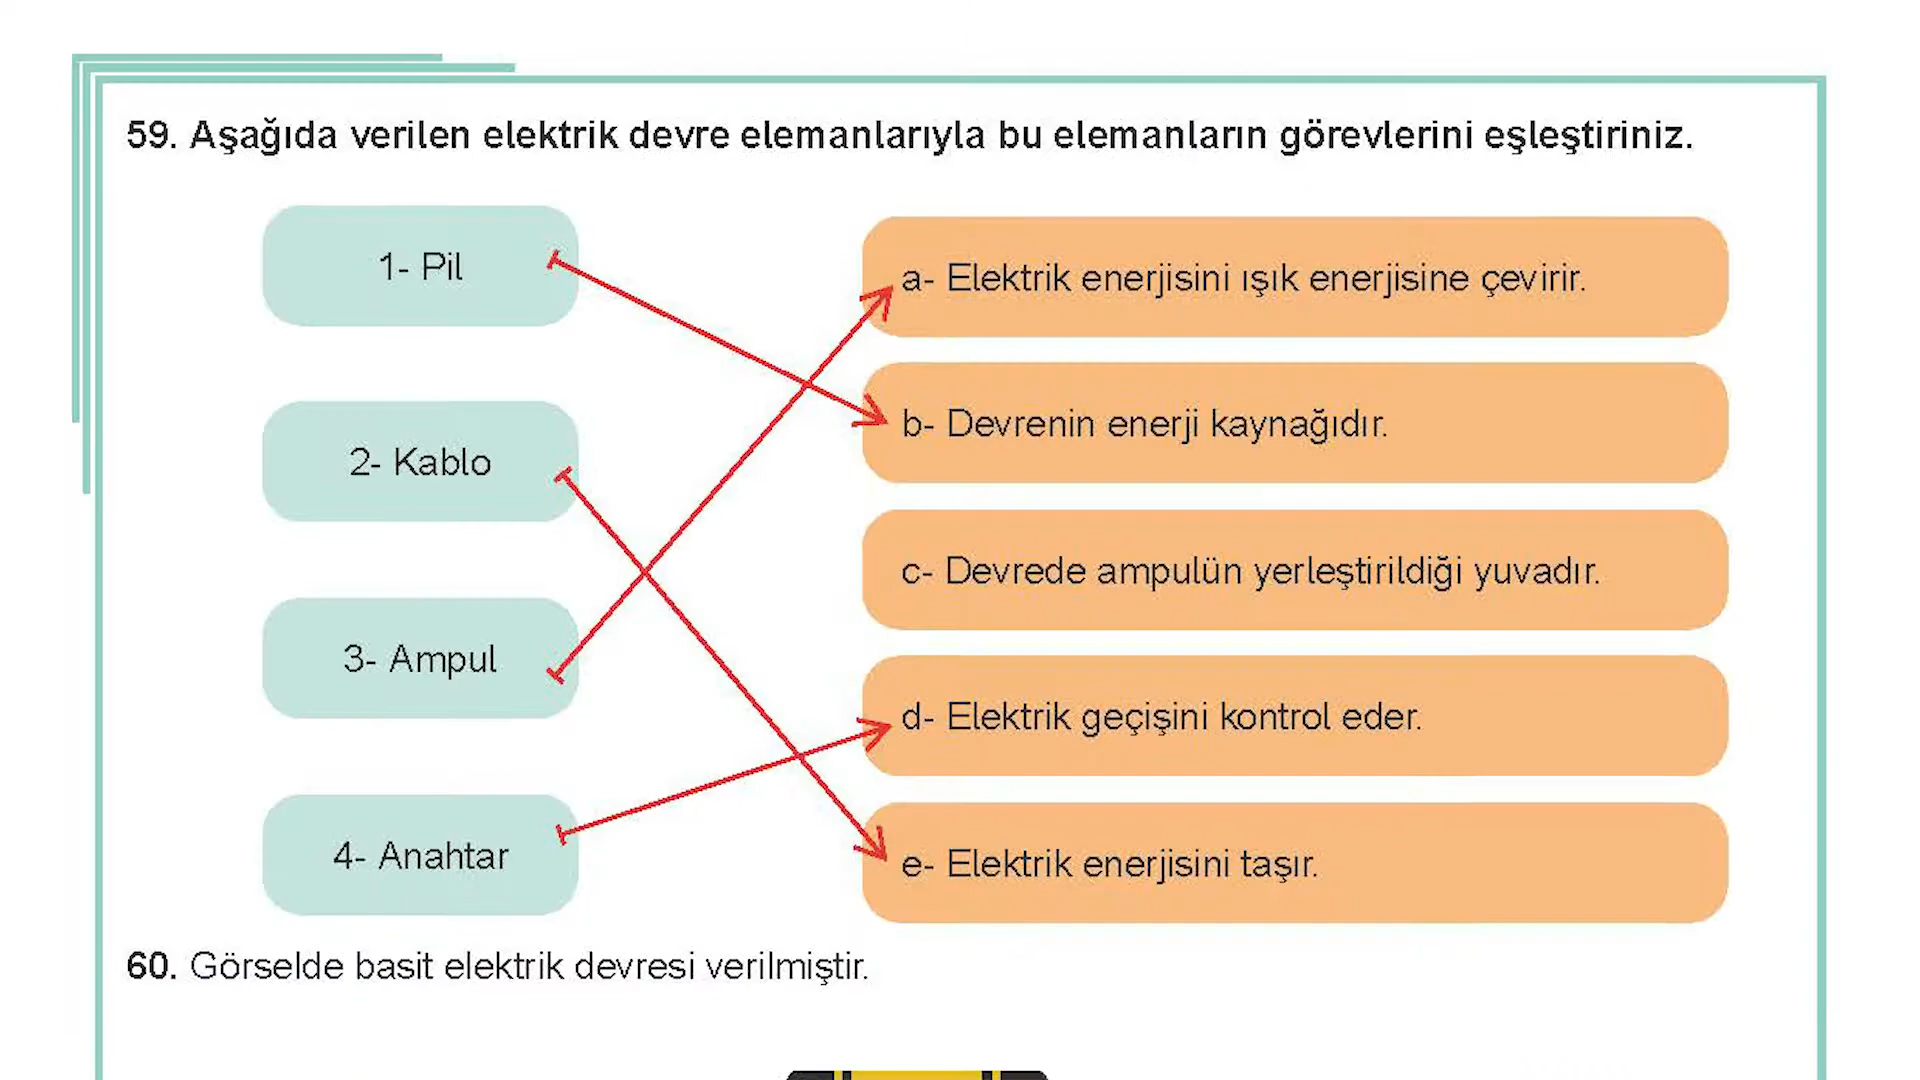 59. Aşağıda verilen elektrik devre elemanlarıyla bu elemanların görevlerini eşleştiriniz.
1- Pil
a- Elektrik enerjisini ışık enerjisine çevirir.
b- Devrenin enerji kaynağıdır.
2- Kablo
c- Devrede ampulün yerleştirildiği yuvadır.
3- Ampul
d- Elektrik geçişini kontrol eder.
4- Anahtar
e- Elektrik enerjisini taşır.
60. Görselde basit elektrik devresi verilmiştir.